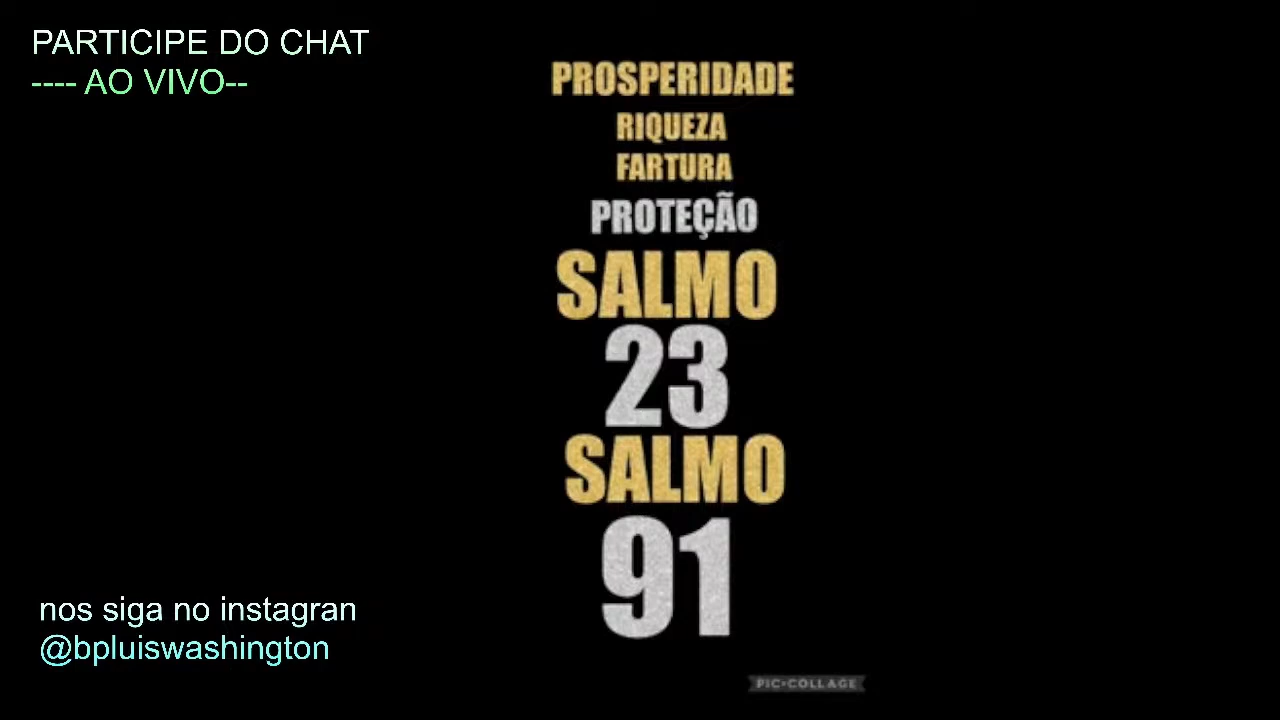 PARTICIPE DO CHAT
---- AO VIVO--
PROSPERIDADE
RIQUEZA
FARTURA
PROTEÇÃO
SALMO
23
SALMO
91
nos siga no instagran
@bpluiswashington
PIC•COLLAGE